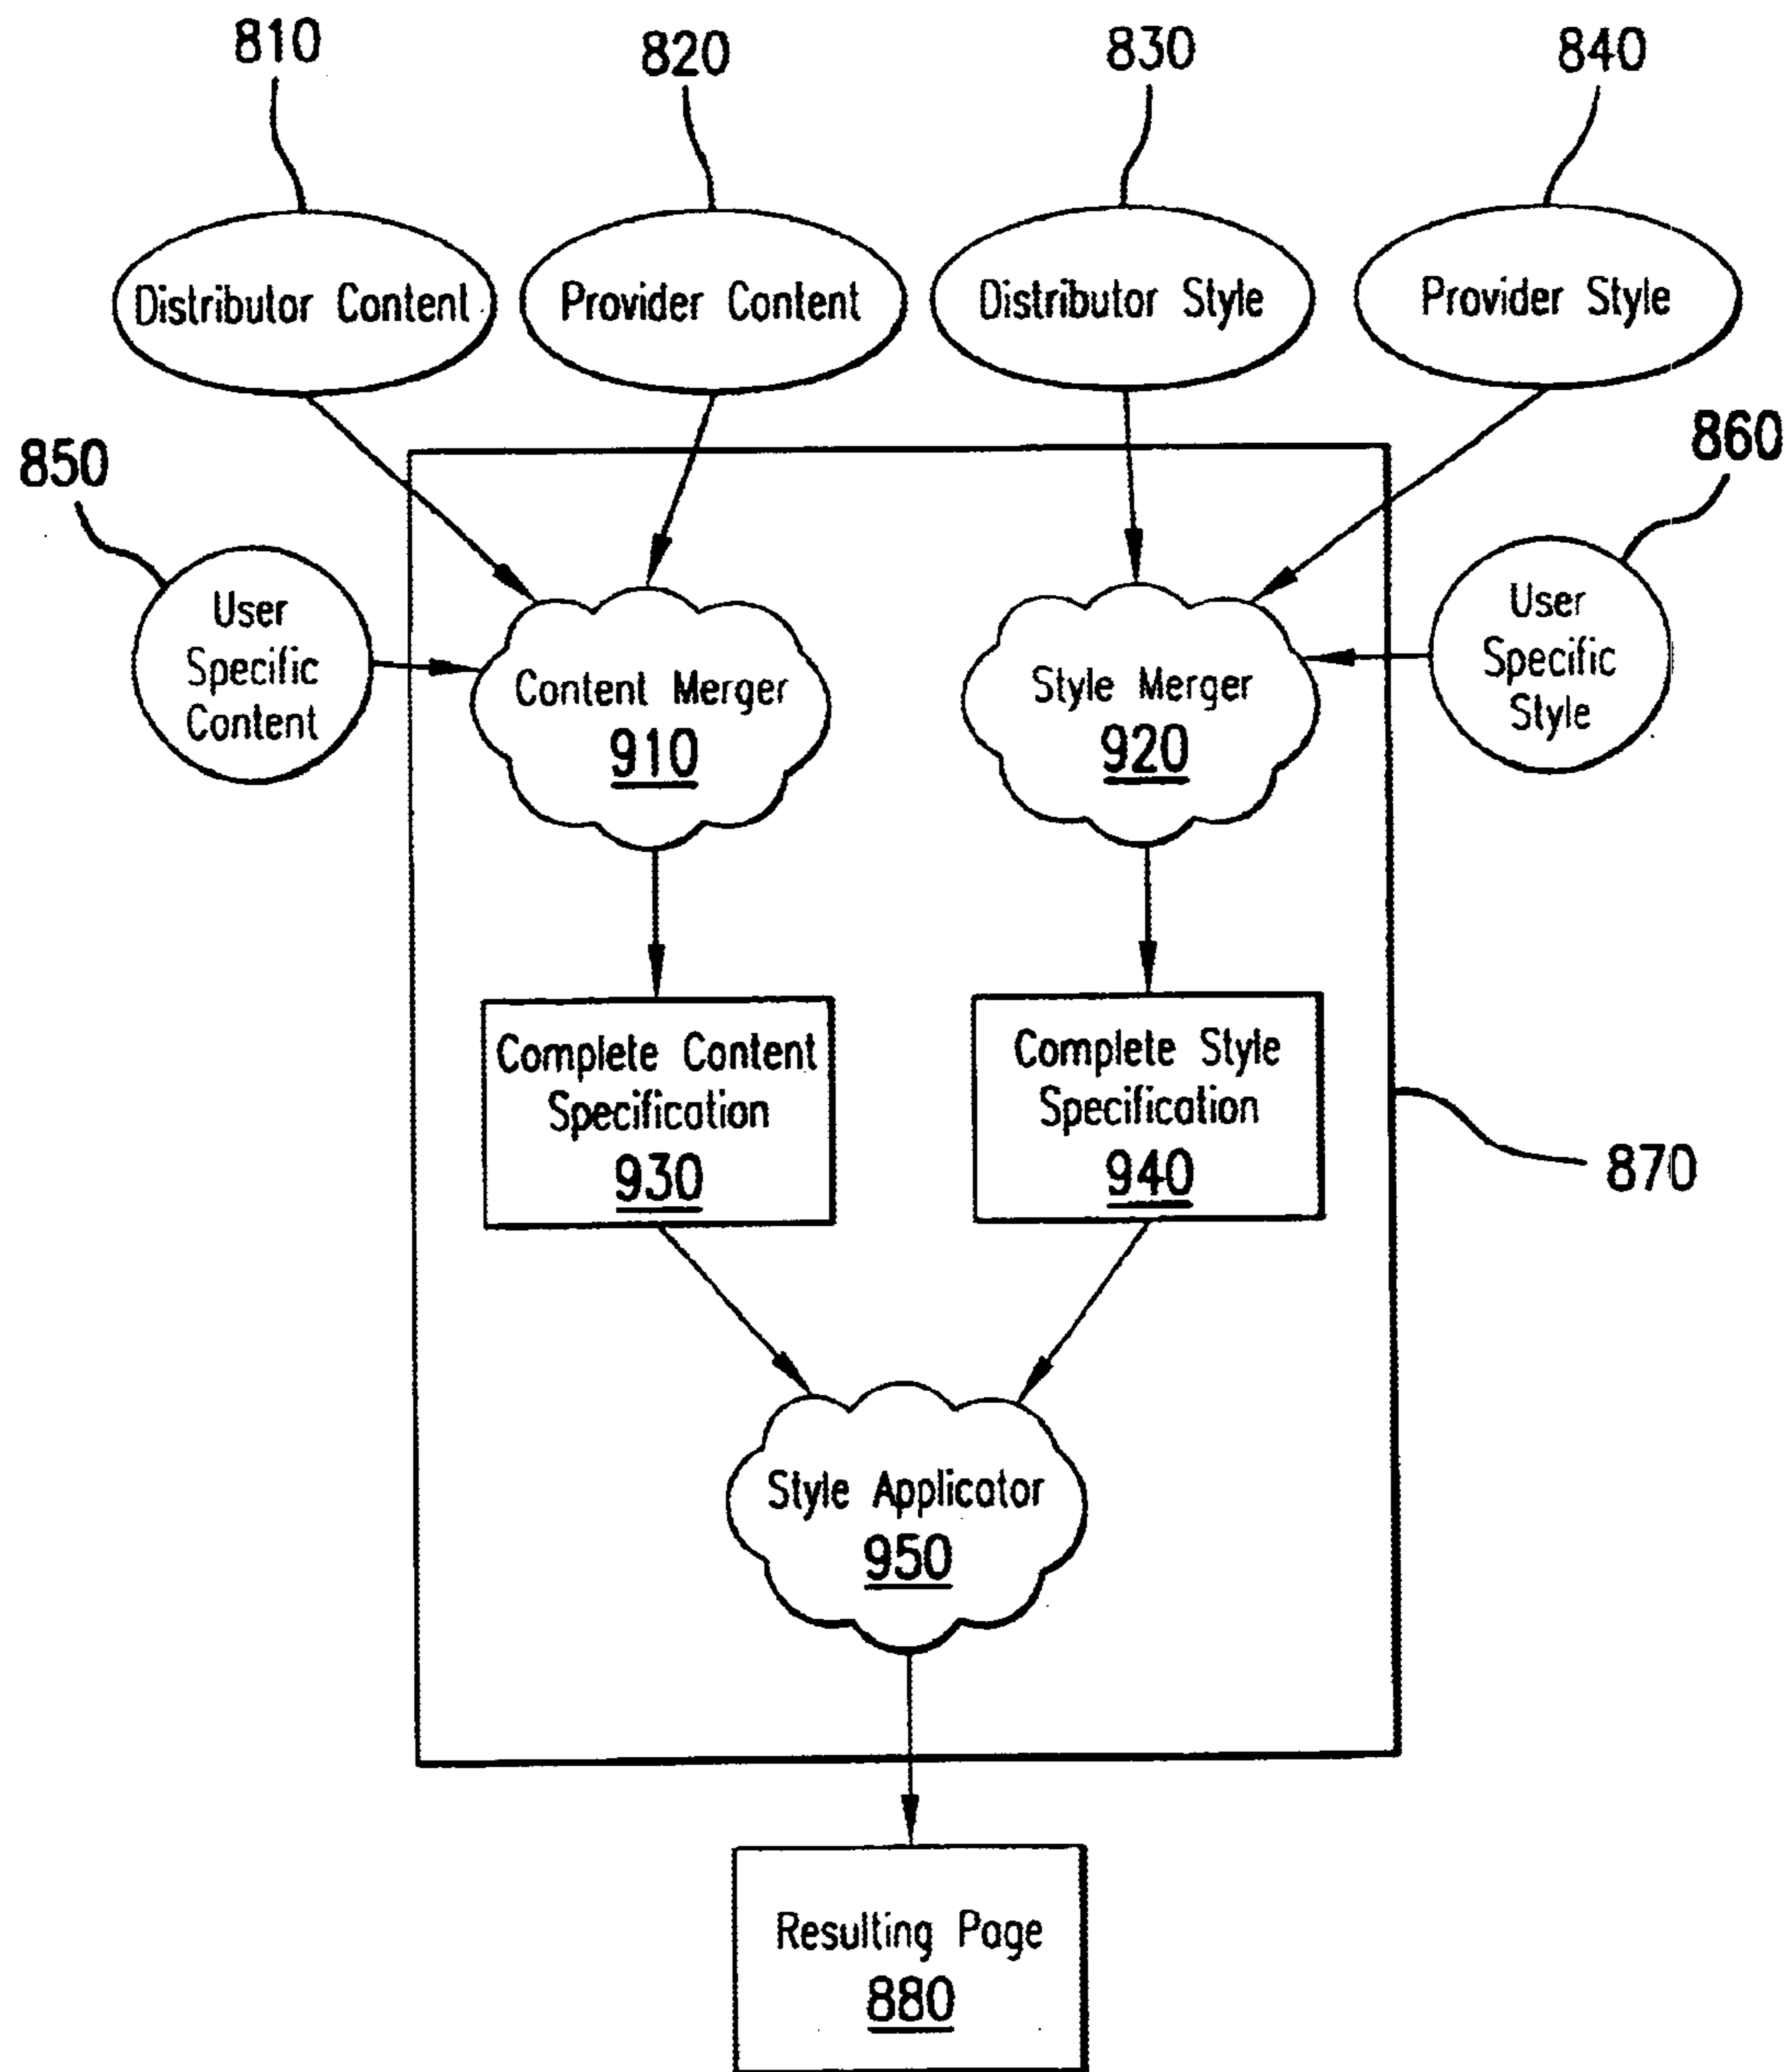 810
820
830
840
Distributor Content
Provider Content
Distributor Style
Provider Style
850
860
User
Specific
Content
Content Merger
910
Style Merger
920
User
Specific
Style
Complete Content
Specification
930
Complete Style
Specification
940
870
Style Applicator
950
Resulting Page
880